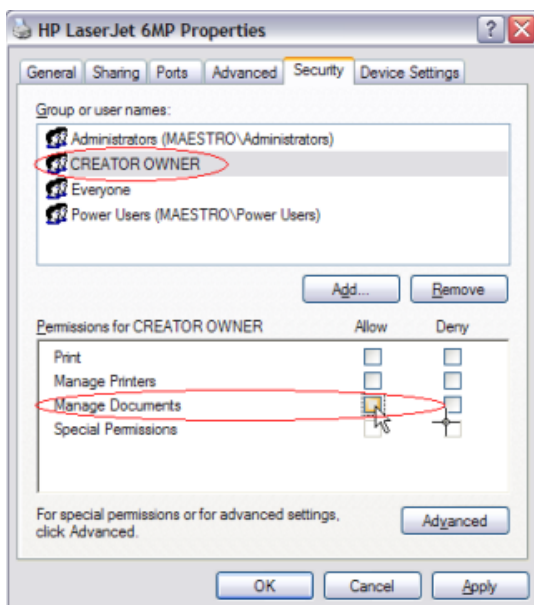 HP LaserJet 6MP Properties
General Sharing Ports Advanced Security Device Settings
Group or user names:
Administrators (MAESTRO\Administrators)
CREATOR OWNER
Everyone
Power Users (MAESTRO\Power Users)
Add... Remove
Permissions for CREATOR OWNER Allow Deny
Print
Manage Printers
Manage Documents
Special Permissions
For special permissions or for advanced settings,
click Advanced.
Advanced
OK Cancel Apply